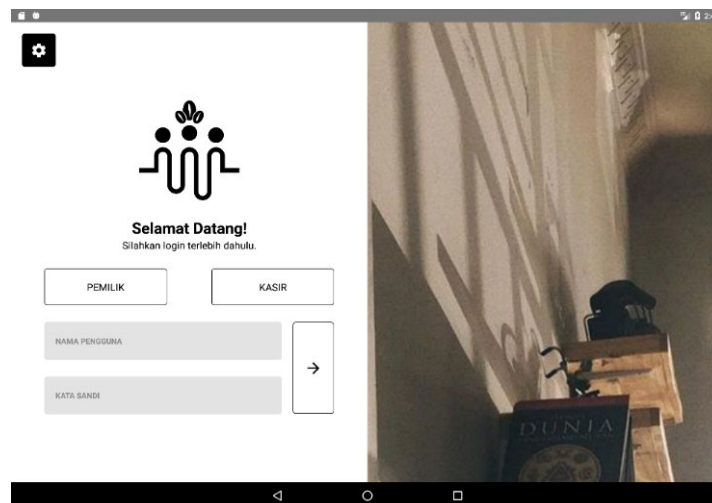 Selamat Datang!
Silahkan login terlebih dahulu.
PEMILIK
KASIR
NAMA PENGGUNA
KATA SANDI
DUNIA